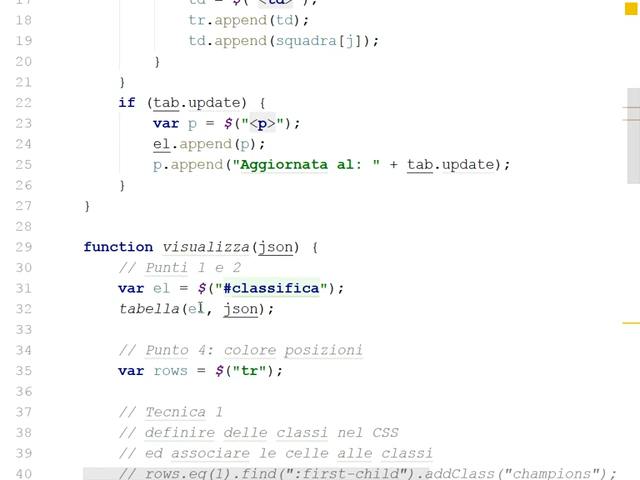 17 td = $("<td>");
18 tr.append(td);
19 td.append(squadra[j]);
20 }
21 }
22 if (tab.update) {
23 var p = $("<p>");
24 el.append(p);
25 p.append("Aggiornata al: " + tab.update);
26 }
27 }
28
29 function visualizza(json) {
30 // Punti 1 e 2
31 var el = $("#classifica");
32 tabella(el, json);
33
34 // Punto 4: colore posizioni
35 var rows = $("tr");
36
37 // Tecnica 1
38 // definire delle classi nel CSS
39 // ed associare le celle alle classi
40 // rows.eq(1).find(":first-child").addClass("champions");